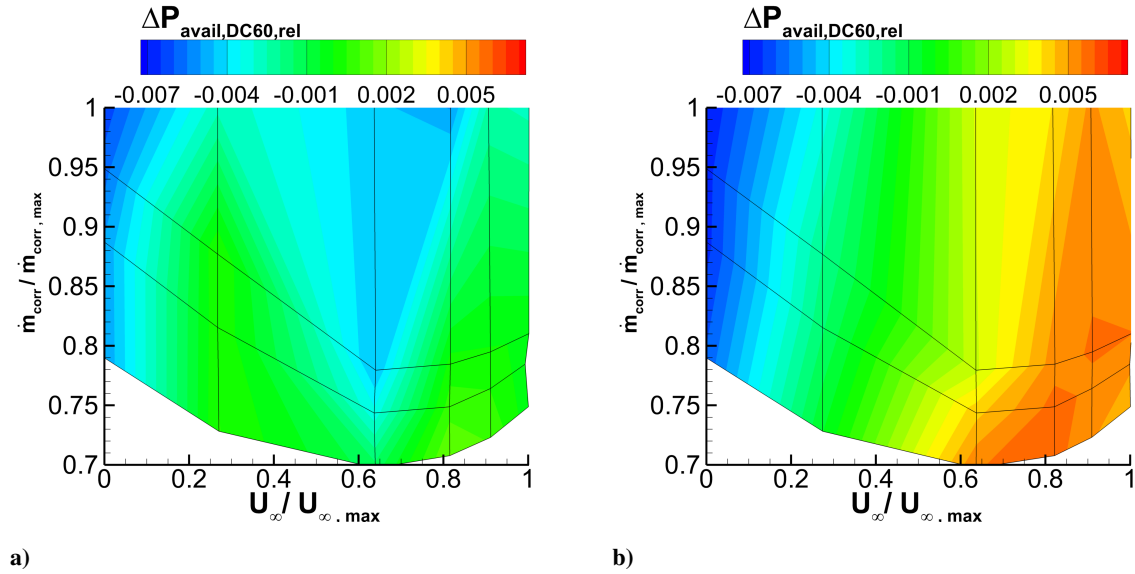 ΔP avail,DC60,rel
-0.007 -0.004 -0.001 0.002 0.005
1
0.95
0.9
0.85
0.8
0.75
0.7
ṁcorr / ṁcorr , max
0 0.2 0.4 0.6 0.8 1
U∞ / U∞ , max
a)
ΔP avail,DC60,rel
-0.007 -0.004 -0.001 0.002 0.005
1
0.95
0.9
0.85
0.8
0.75
0.7
ṁcorr / ṁcorr , max
0 0.2 0.4 0.6 0.8 1
U∞ / U∞ , max
b)